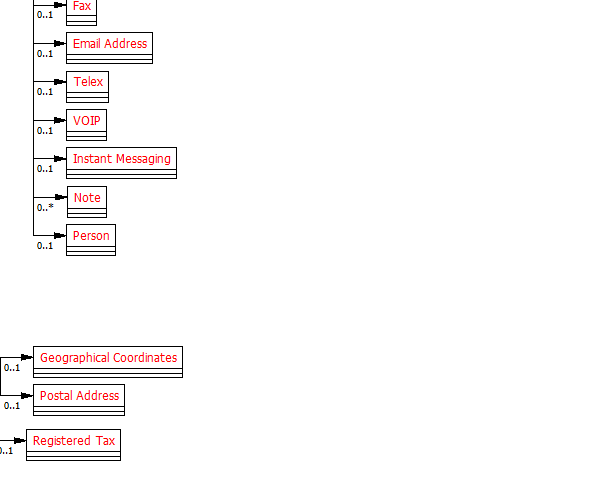 Fax
0..1
Email Address
0..1
Telex
0..1
VOIP
0..1
Instant Messaging
0..1
Note
0..*
Person
0..1
Geographical Coordinates
0..1
Postal Address
0..1
Registered Tax
0..1